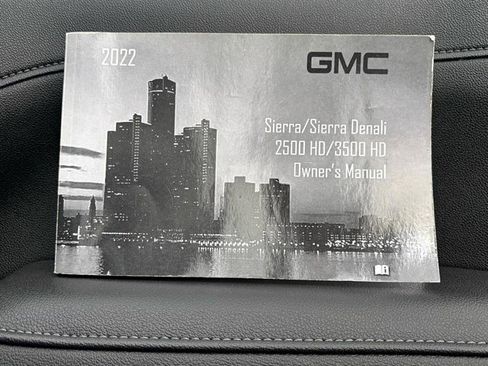 2022
GMC
Sierra/Sierra Denali
2500 HD/3500 HD
Owner's Manual